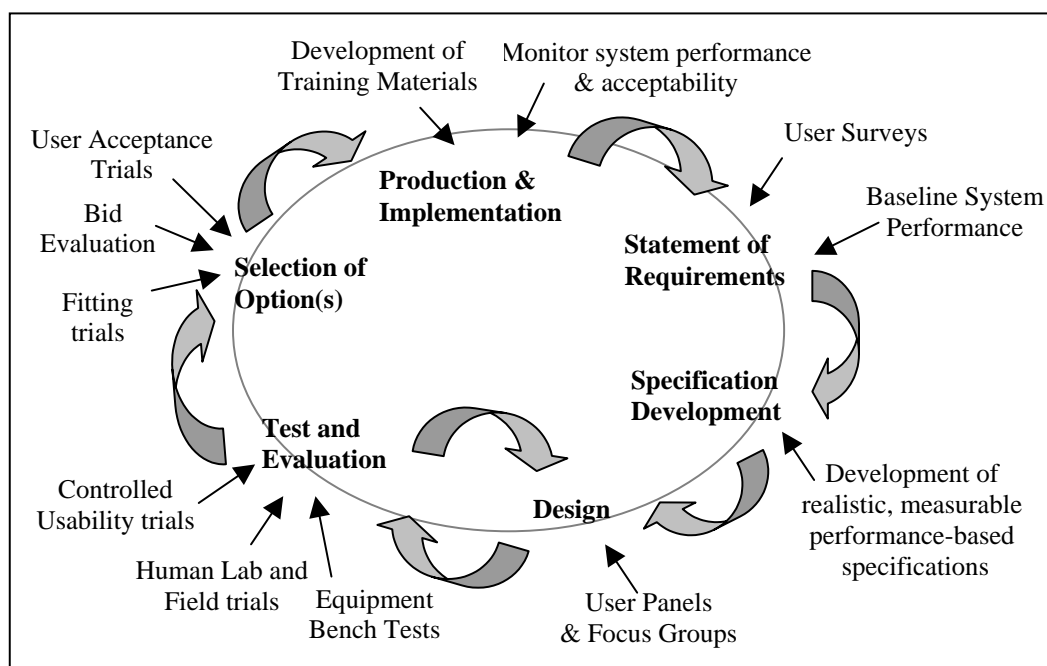 Development of
Training Materials
Monitor system performance
& acceptability
User Acceptance
Trials
User Surveys
Bid
Evaluation
Production &
Implementation
Baseline System
Performance
Statement of
Requirements
Selection of
Option(s)
Fitting
trials
Specification
Development
Test and
Evaluation
Controlled
Usability trials
Design
Development of
realistic, measurable
performance-based
specifications
Human Lab and
Field trials
Equipment
Bench Tests
User Panels
& Focus Groups